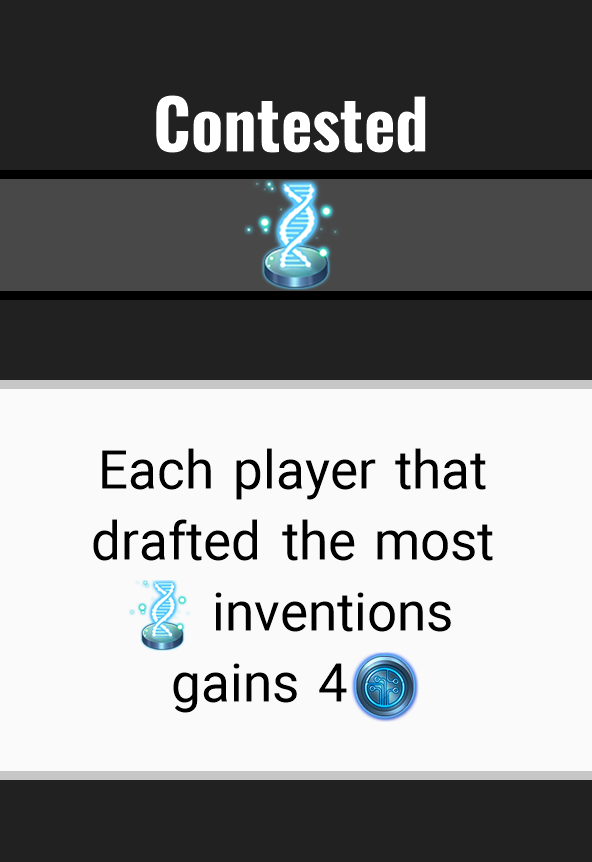 Contested
Each player that
drafted the most
inventions
gains 4